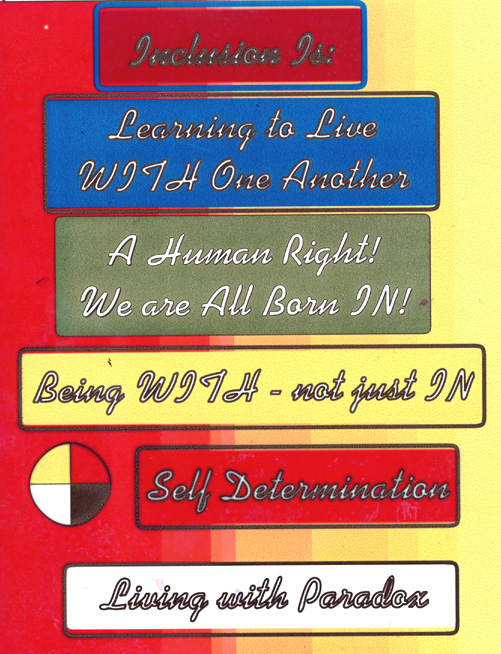 Inclusion Is:
Learning to Live
WITH One Another
A Human Right!
We are All Born IN!
Being WITH - not just IN
Self Determination
Living with Paradox